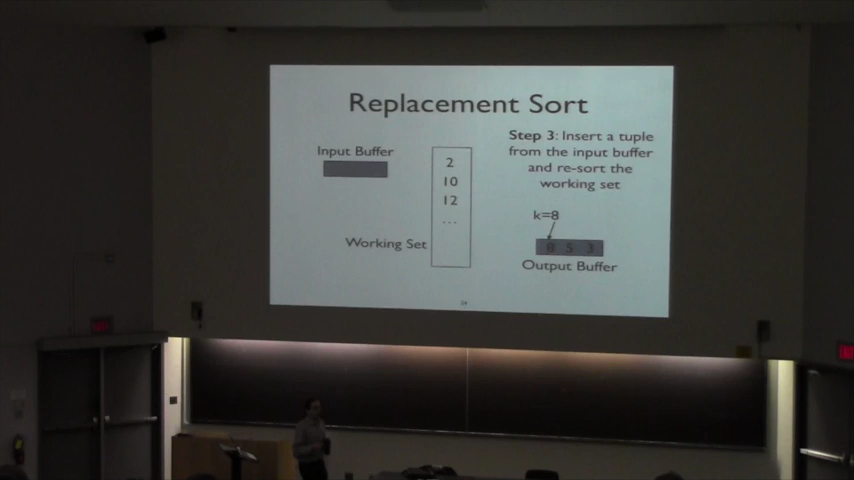 Replacement Sort
Step 3: Insert a tuple
from the input buffer
and re-sort the
working set
Input Buffer
2
10
12
...
Working Set
k=8
8 5 3
Output Buffer